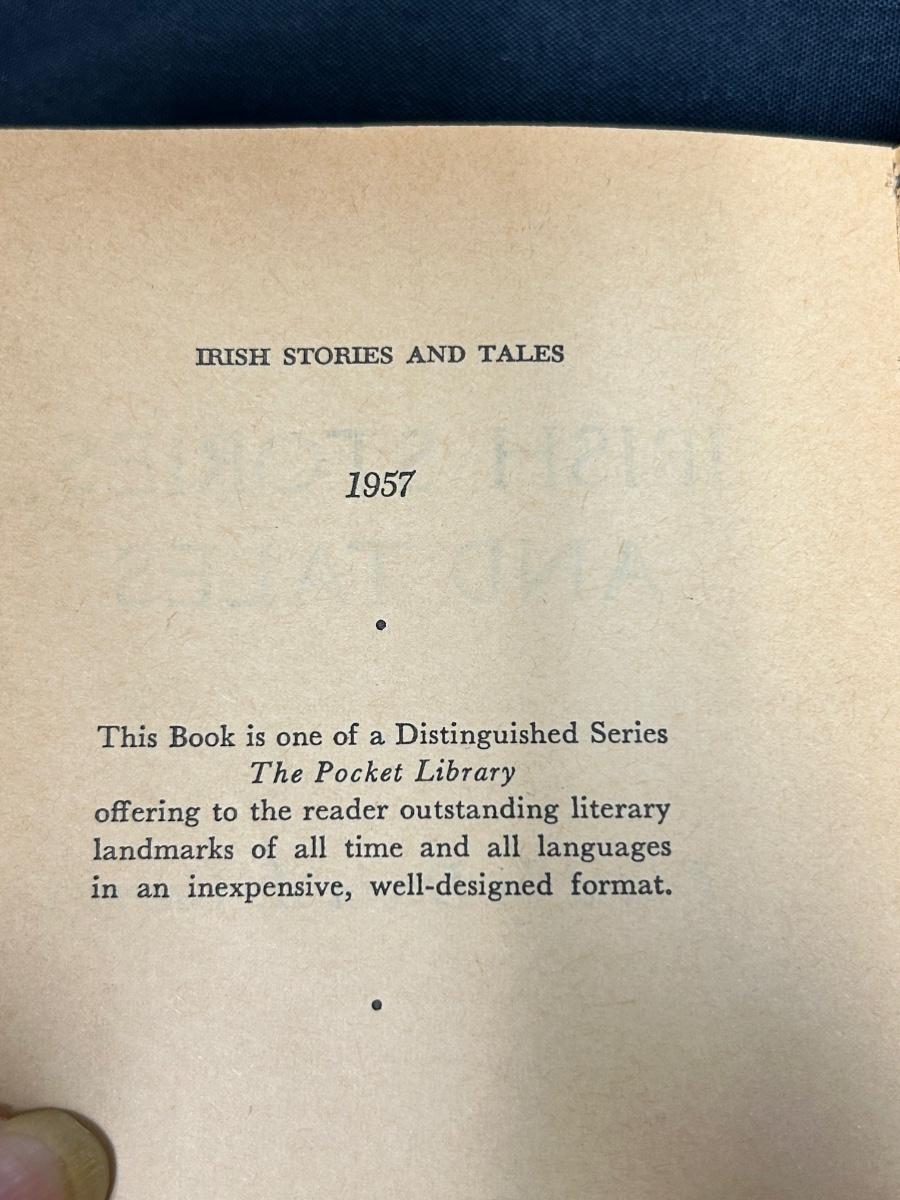 IRISH STORIES AND TALES
1957
This Book is one of a Distinguished Series
The Pocket Library
offering to the reader outstanding literary
landmarks of all time and all languages
in an inexpensive, well-designed format.